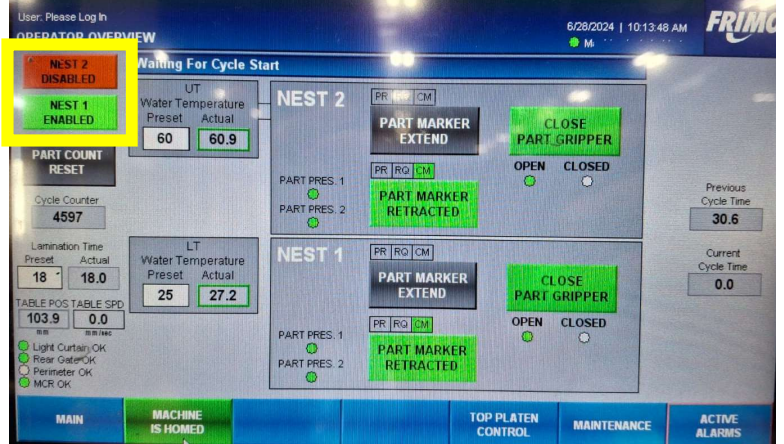 User: Please Log In
6/28/2024 | 10:13:48 AM
FRIMO
OPERATOR OVERVIEW
Waiting For Cycle Start
NEST 2
DISABLED
NEST 1
ENABLED
PART COUNT
RESET
Cycle Counter
4597
Lamination Time
Preset Actual
18 18.0
TABLE POS TABLE SPD
103.9 0.0
mm mm/sec
Light Curtain OK
Rear Gate OK
Perimeter OK
MCR OK
UT
Water Temperature
Preset Actual
60 60.9
LT
Water Temperature
Preset Actual
25 27.2
NEST 2
PR CM
PART MARKER
EXTEND
CLOSE
PART GRIPPER
PR RQ CM
OPEN CLOSED
PART PRES. 1
PART PRES. 2
PART MARKER
RETRACTED
NEST 1
PR RQ CM
PART MARKER
EXTEND
CLOSE
PART GRIPPER
PR RQ CM
OPEN CLOSED
PART PRES. 1
PART PRES. 2
PART MARKER
RETRACTED
Previous
Cycle Time
30.6
Current
Cycle Time
0.0
MAIN
MACHINE
IS HOMED
TOP PLATEN
CONTROL
MAINTENANCE
ACTIVE
ALARMS